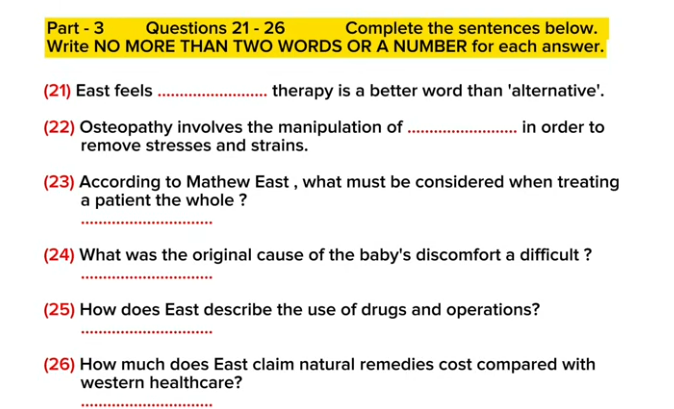 Part - 3 Questions 21 - 26 Complete the sentences below.
Write NO MORE THAN TWO WORDS OR A NUMBER for each answer.
(21) East feels ......................... therapy is a better word than 'alternative'.
(22) Osteopathy involves the manipulation of ......................... in order to
remove stresses and strains.
(23) According to Mathew East , what must be considered when treating
a patient the whole ?
..............................
(24) What was the original cause of the baby's discomfort a difficult ?
..............................
(25) How does East describe the use of drugs and operations?
..............................
(26) How much does East claim natural remedies cost compared with
western healthcare?
..............................